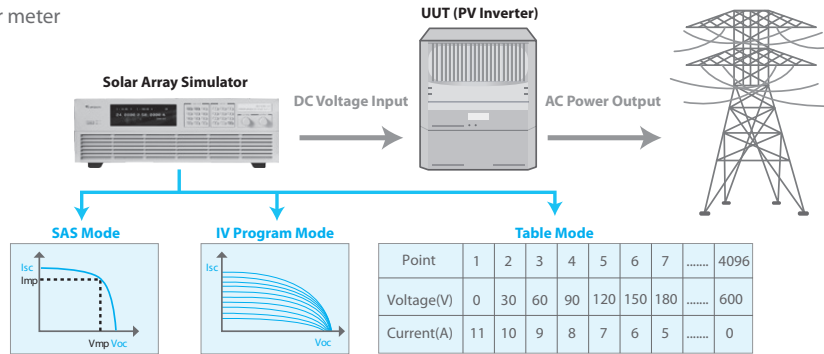 r meter
UUT (PV Inverter)
Solar Array Simulator
DC Voltage Input
AC Power Output
SAS Mode
IV Program Mode
Table Mode
Isc
Imp
Vmp Voc
Isc
Voc
Point 1 2 3 4 5 6 7 ....... 4096
Voltage(V) 0 30 60 90 120 150 180 ....... 600
Current(A) 11 10 9 8 7 6 5 ....... 0